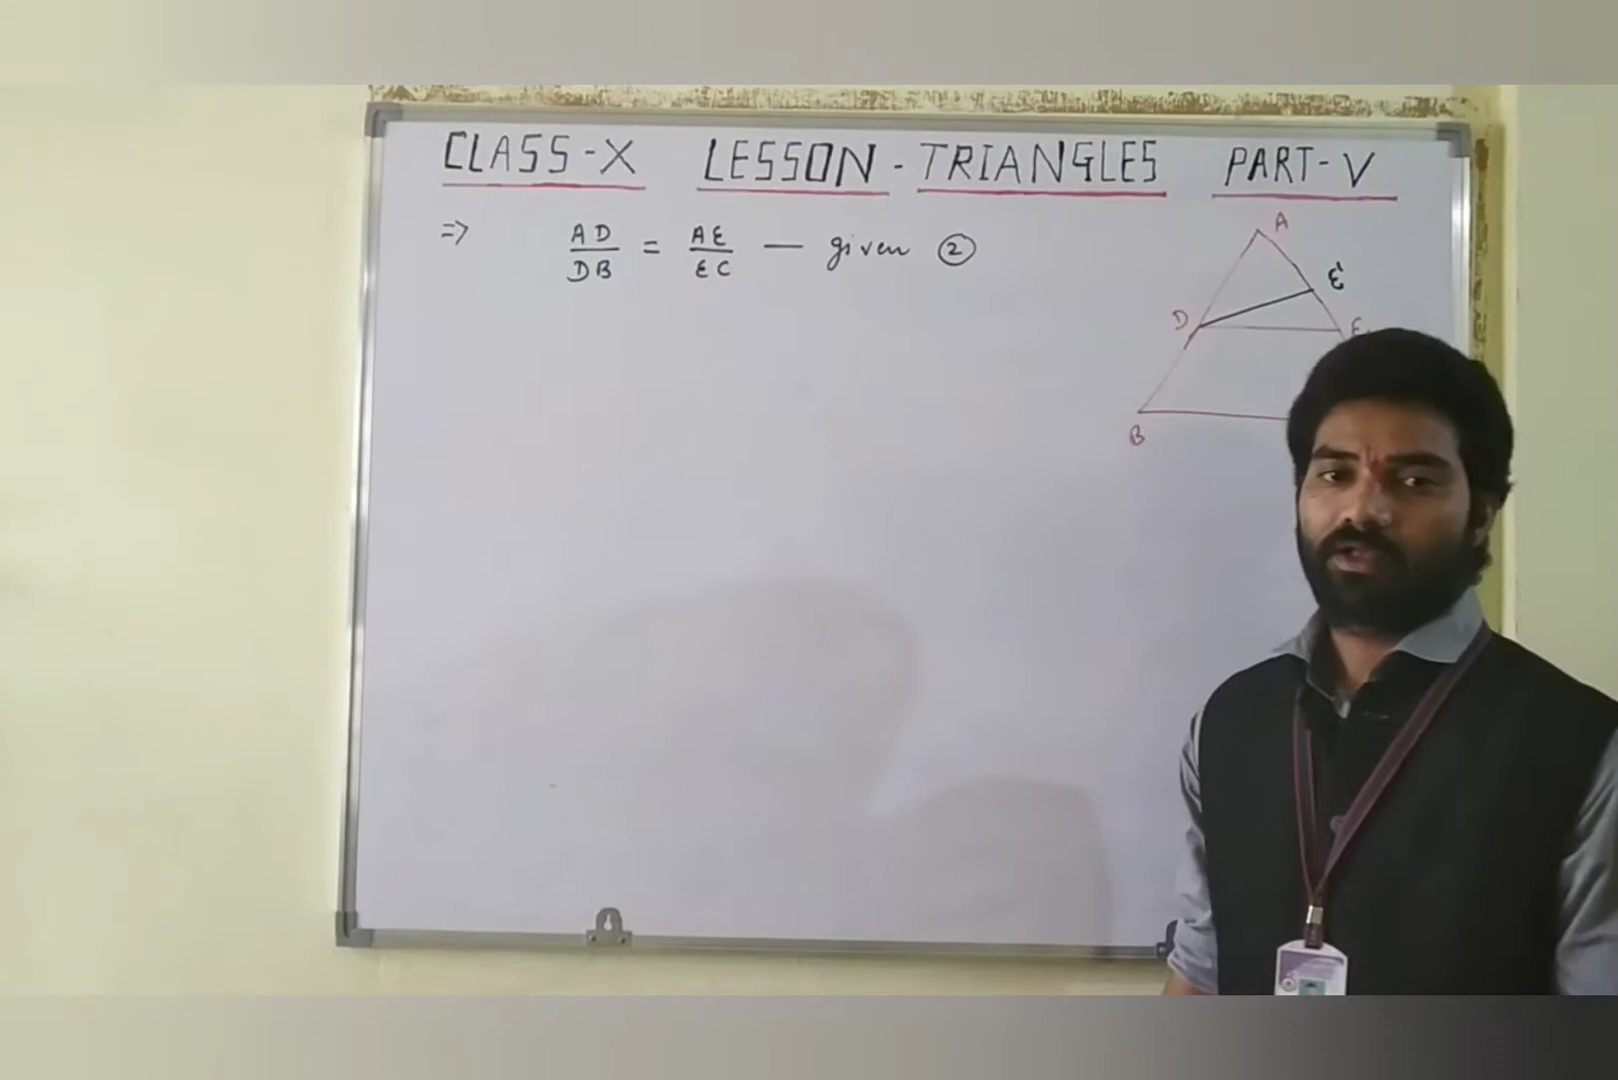 CLASS-X LESSON-TRIANGLES PART-V
⇒ AD/DB = AE/EC — given ②
A
E'
D E
B